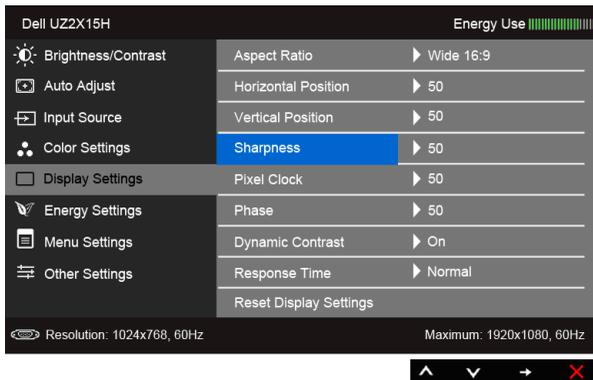 Dell UZ2X15H Energy Use
Brightness/Contrast Aspect Ratio Wide 16:9
Auto Adjust Horizontal Position 50
Input Source Vertical Position 50
Color Settings Sharpness 50
Display Settings Pixel Clock 50
Energy Settings Phase 50
Menu Settings Dynamic Contrast On
Other Settings Response Time Normal
Reset Display Settings
Resolution: 1024x768, 60Hz Maximum: 1920x1080, 60Hz